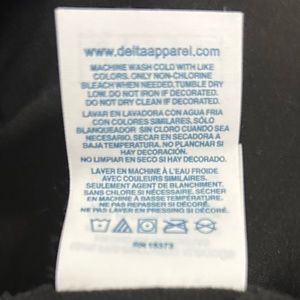 www.deltaapparel.com
MACHINE WASH COLD WITH LIKE
COLORS, ONLY NON-CHLORINE
BLEACH WHEN NEEDED, TUMBLE DRY
LOW. DO NOT IRON IF DECORATED.
DO NOT DRY CLEAN IF DECORATED.
LAVAR EN LAVADORA CON AGUA FRIA
CON COLORES SIMILARES, SÓLO
BLANQUEADOR SIN CLORO CUANDO SEA
NECESARIO. SECAR EN SECADORA A
BAJA TEMPERATURA. NO PLANCHAR SI
HAY DECORADO.
NO LIMPIAR EN SECO SI HAY DECORADO.
LAVER EN MACHINE À L'EAU FROIDE
AVEC COULEURS SIMILAIRES.
SEULEMENT AGENT DE BLANCHIMENT
SANS CHLORE SI NÉCESSAIRE. SÉCHER
EN MACHINE À BASSE TEMPÉRATURE.
NE PAS REPASSER SI DÉCORÉ
NE PAS LAVER EN PRESSING SI DÉCORÉ
RN 15373